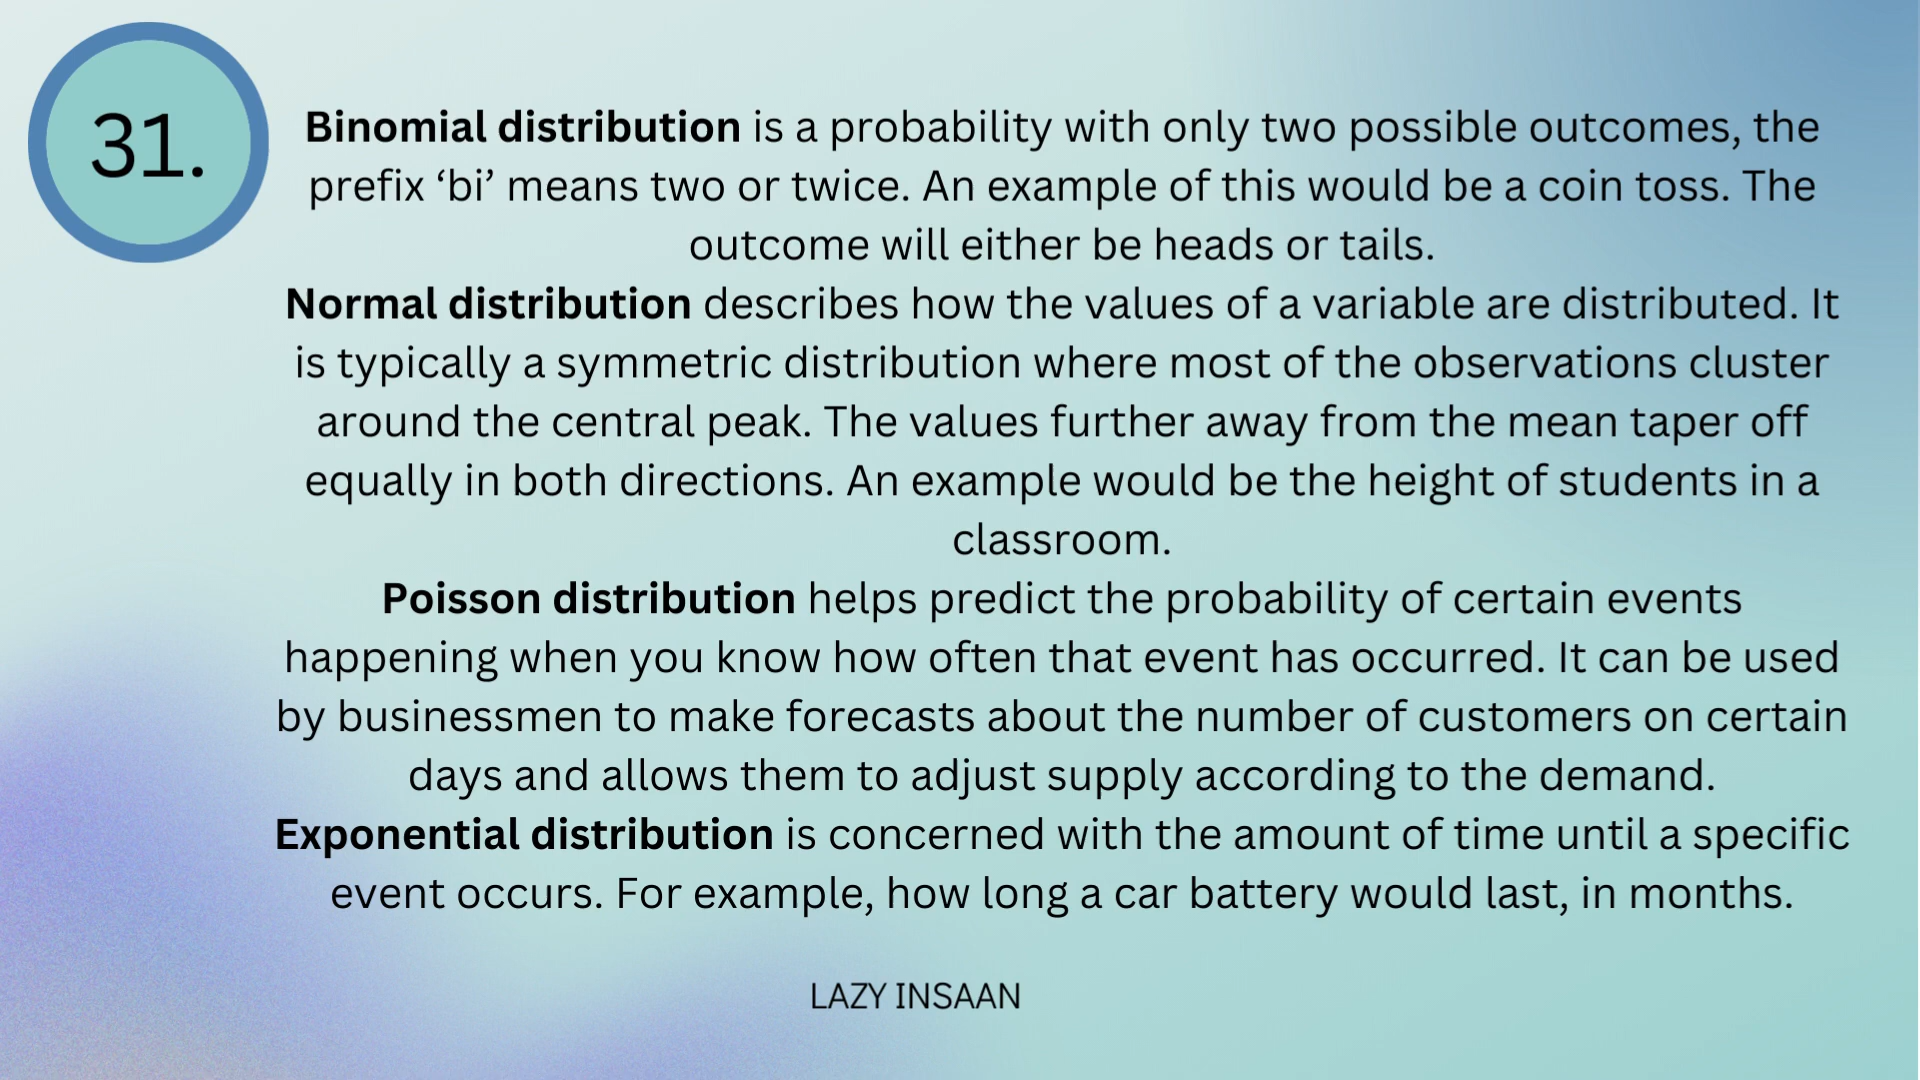 31.
Binomial distribution is a probability with only two possible outcomes, the
prefix ‘bi’ means two or twice. An example of this would be a coin toss. The
outcome will either be heads or tails.
Normal distribution describes how the values of a variable are distributed. It
is typically a symmetric distribution where most of the observations cluster
around the central peak. The values further away from the mean taper off
equally in both directions. An example would be the height of students in a
classroom.
Poisson distribution helps predict the probability of certain events
happening when you know how often that event has occurred. It can be used
by businessmen to make forecasts about the number of customers on certain
days and allows them to adjust supply according to the demand.
Exponential distribution is concerned with the amount of time until a specific
event occurs. For example, how long a car battery would last, in months.
LAZY INSAAN